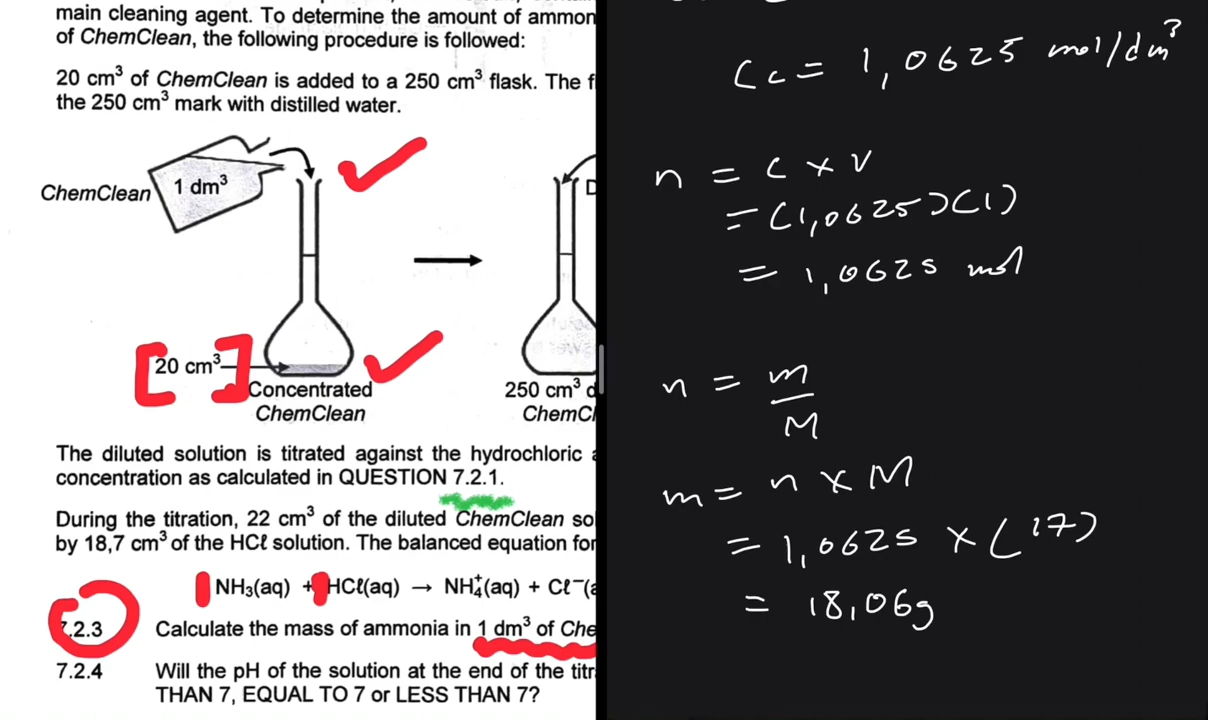 main cleaning agent. To determine the amount of ammon
of ChemClean, the following procedure is followed:
20 cm³ of ChemClean is added to a 250 cm³ flask. The f
the 250 cm³ mark with distilled water.
ChemClean
1 dm³
D
20 cm³
Concentrated
ChemClean
250 cm³ d
ChemCl
The diluted solution is titrated against the hydrochloric a
concentration as calculated in QUESTION 7.2.1.
During the titration, 22 cm³ of the diluted ChemClean so
by 18,7 cm³ of the HCℓ solution. The balanced equation for
NH₃(aq) + HCℓ(aq) → NH₄⁺(aq) + Cℓ⁻(a
7.2.3 Calculate the mass of ammonia in 1 dm³ of Che
7.2.4 Will the pH of the solution at the end of the titr
THAN 7, EQUAL TO 7 or LESS THAN 7?
Cc = 1,0625 mol/dm³
n = c × v
= (1,0625)(1)
= 1,0625 mol
n = m/M
m = n × M
= 1,0625 × (17)
= 18,06g